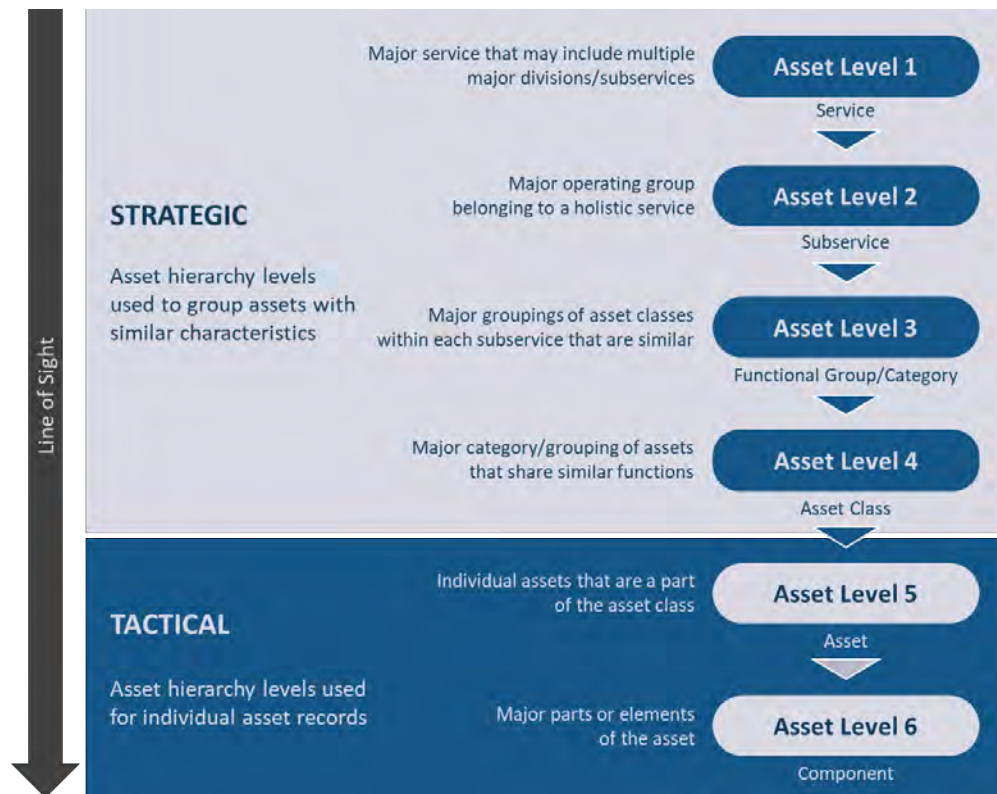 Line of Sight
STRATEGIC
Asset hierarchy levels
used to group assets with
similar characteristics
Major service that may include multiple
major divisions/subservices
Asset Level 1
Service
Major operating group
belonging to a holistic service
Asset Level 2
Subservice
Major groupings of asset classes
within each subservice that are similar
Asset Level 3
Functional Group/Category
Major category/grouping of assets
that share similar functions
Asset Level 4
Asset Class
TACTICAL
Asset hierarchy levels used
for individual asset records
Individual assets that are a part
of the asset class
Asset Level 5
Asset
Major parts or elements
of the asset
Asset Level 6
Component